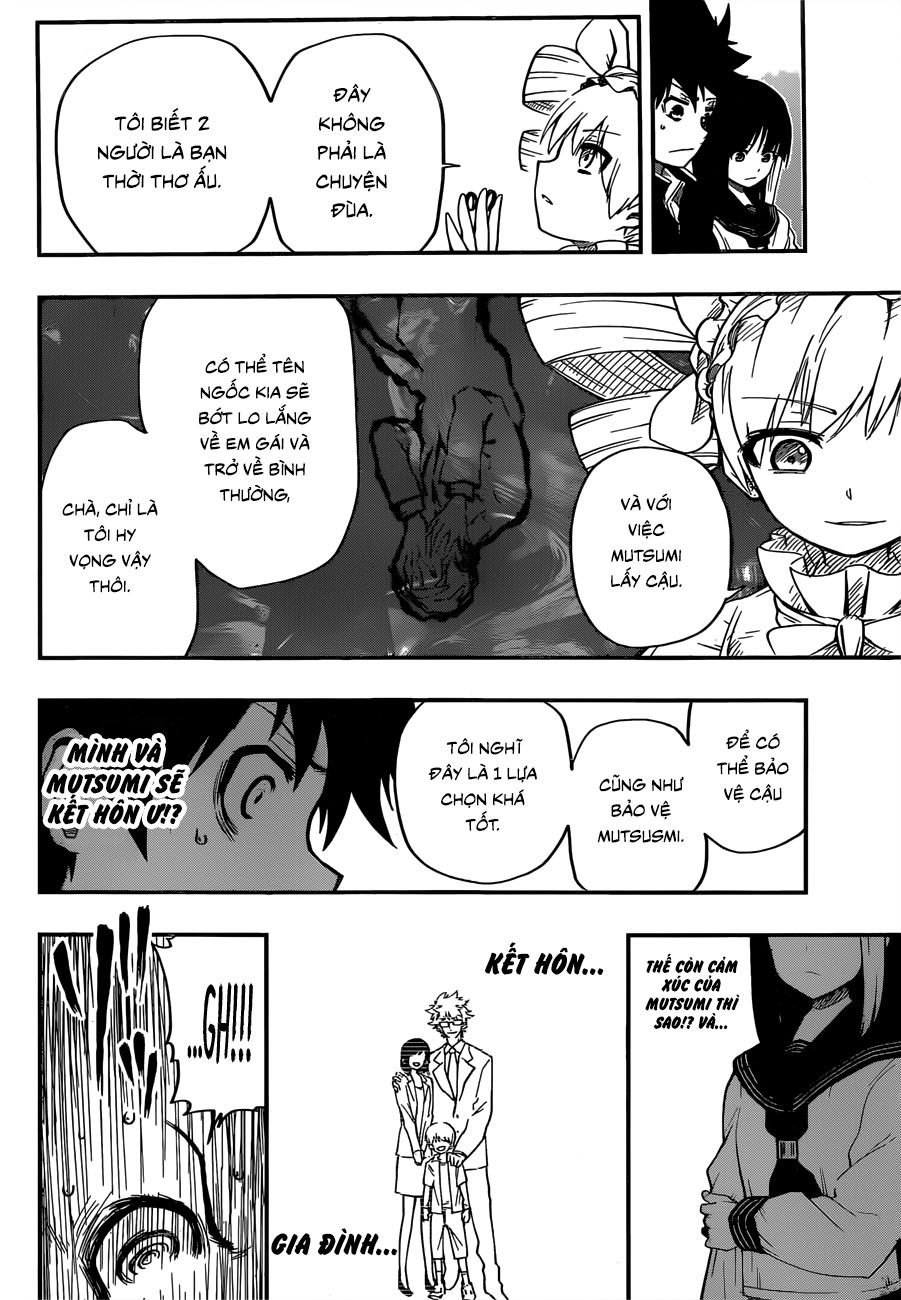 ĐÂY
KHÔNG
PHẢI LÀ
CHUYỆN
ĐÙA.
TÔI BIẾT 2
NGƯỜI LÀ BẠN
THỜI THƠ ẤU.
VÀ VỚI
VIỆC
MUTSUMI
LẤY CẬU.
CÓ THỂ TÊN
NGỐC KIA SẼ
BỚT LO LẮNG
VỀ EM GÁI VÀ
TRỞ VỀ BÌNH
THƯỜNG,
CHÀ, CHỈ LÀ
TÔI HY
VỌNG VẬY
THÔI.
ĐỂ CÓ
THỂ BẢO
VỆ CẬU
CŨNG NHƯ
BẢO VỆ
MUTSUSMI.
TÔI NGHĨ
ĐÂY LÀ 1 LỰA
CHỌN KHÁ
TỐT.
MÌNH VÀ
MUTSUMI SẼ
KẾT HÔN Ư!?
THẾ CÒN CẢM
XÚC CỦA
MUTSUMI THÌ
SAO!? VÀ...
KẾT HÔN...
GIA ĐÌNH...
...GH!!!